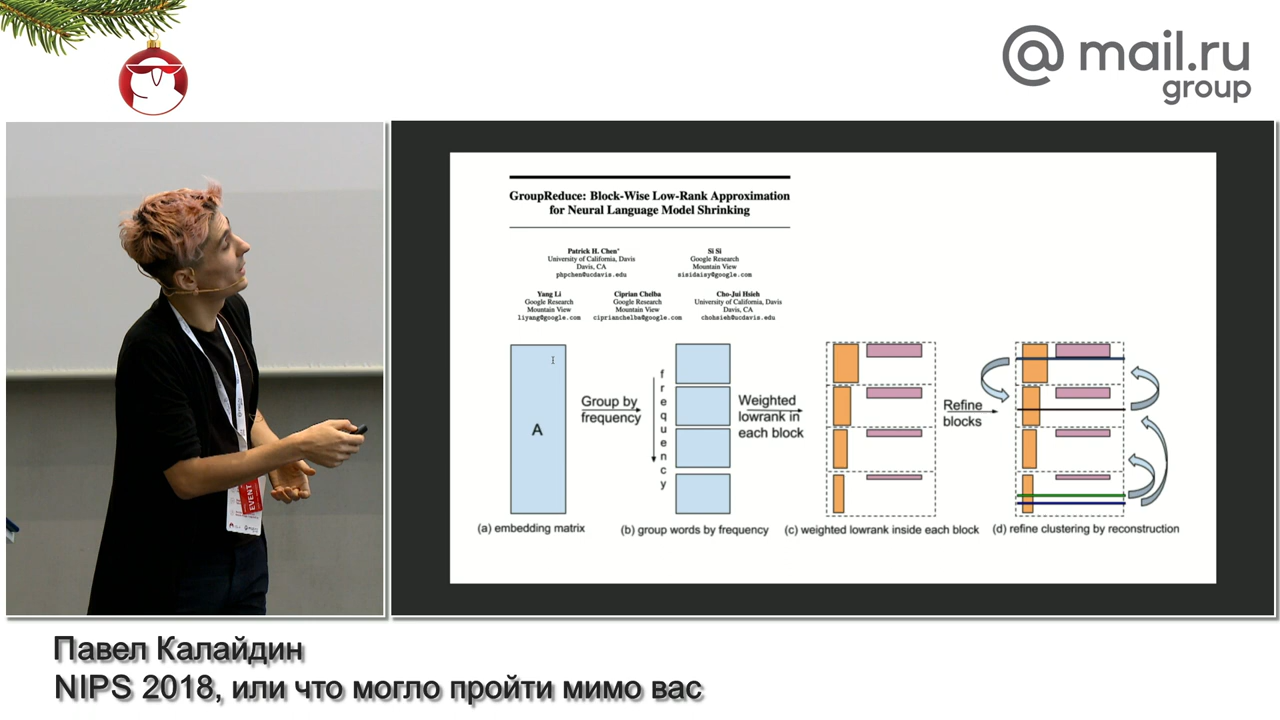 @ mail.ru
group
GroupReduce: Block-Wise Low-Rank Approximation
for Neural Language Model Shrinking
Patrick H. Chen*
University of California, Davis
Davis, CA
phpchen@ucdavis.edu
Si Si
Google Research
Mountain View
sisidaisy@google.com
Yang Li
Google Research
Mountain View
liyang@google.com
Ciprian Chelba
Google Research
Mountain View
ciprianchelba@google.com
Cho-Jui Hsieh
University of California, Davis
Davis, CA
chohsieh@ucdavis.edu
A
Group by
frequency
frequency
Weighted
lowrank in
each block
Refine
blocks
(a) embedding matrix
(b) group words by frequency
(c) weighted lowrank inside each block
(d) refine clustering by reconstruction
EVENT
Павел Калайдин
NIPS 2018, или что могло пройти мимо вас